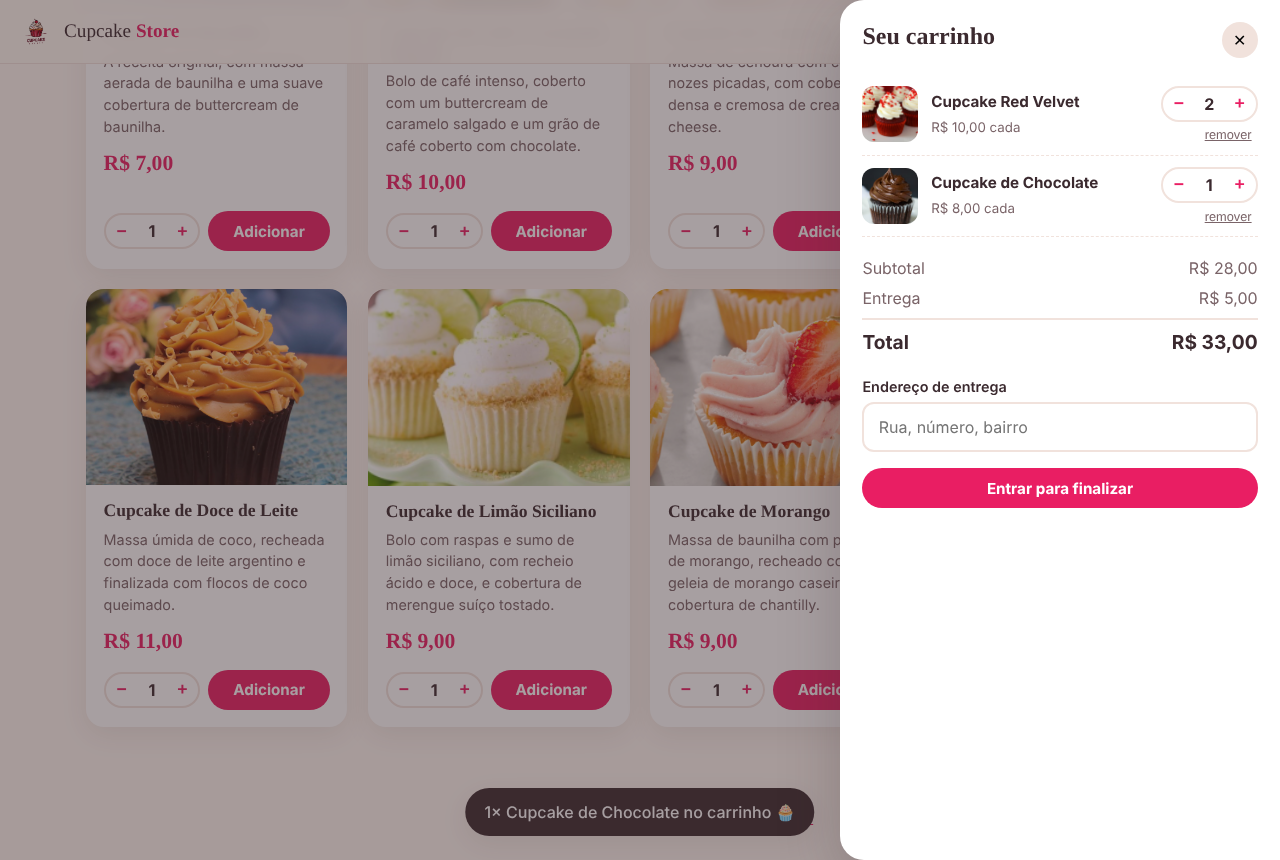 Cupcake Store
A receita original, com massa
aerada de baunilha e uma suave
cobertura de buttercream de
baunilha.
R$ 7,00
− 1 + Adicionar
Bolo de café intenso, coberto
com um buttercream de
caramelo salgado e um grão de
café coberto com chocolate.
R$ 10,00
− 1 + Adicionar
nozes picadas, com
densa e cremosa de
cheese.
R$ 9,00
− 1 +
Cupcake de Doce de Leite
Massa úmida de coco, recheada
com doce de leite argentino e
finalizada com flocos de coco
queimado.
R$ 11,00
− 1 + Adicionar
Cupcake de Limão Siciliano
Bolo com raspas e sumo de
limão siciliano, com recheio
ácido e doce, e cobertura de
merengue suíço tostado.
R$ 9,00
− 1 + Adicionar
Cupcake de Morango
Massa de baunilha com
de morango, recheado
geleia de morango
cobertura de chantilly.
R$ 9,00
− 1 +
1× Cupcake de Chocolate no carrinho 🧁
Seu carrinho
✕
Cupcake Red Velvet
R$ 10,00 cada
− 2 +
remover
Cupcake de Chocolate
R$ 8,00 cada
− 1 +
remover
Subtotal R$ 28,00
Entrega R$ 5,00
Total R$ 33,00
Endereço de entrega
Rua, número, bairro
Entrar para finalizar